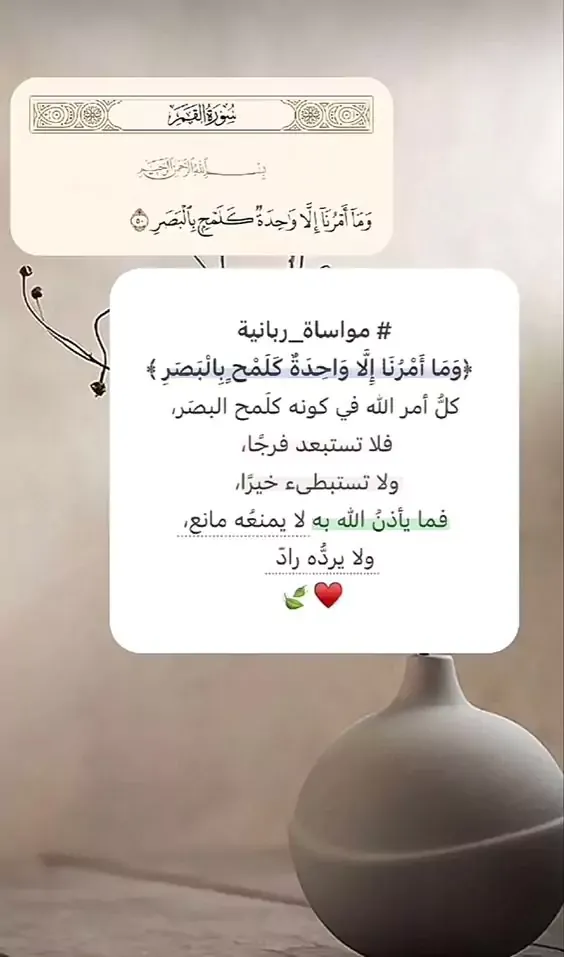 سُورَةُ القَمَر
بِسْمِ اللَّهِ الرَّحْمَنِ الرَّحِيمِ
وَمَآ أَمْرُنَآ إِلَّا وَٰحِدَةٌ كَلَمْحٍۭ بِٱلْبَصَرِ ٥٠
# مواساة_ربانية
﴿وَمَا أَمْرُنَا إِلَّا وَاحِدَةٌ كَلَمْحٍ بِالْبَصَرِ﴾
كلُّ أمر الله في كونه كلَمح البصَر،
فلا تستبعد فرجًا،
ولا تستبطىء خيرًا،
فما يأذنُ الله به لا يمنعُه مانع،
ولا يردُّه رادّ
♥️🍃